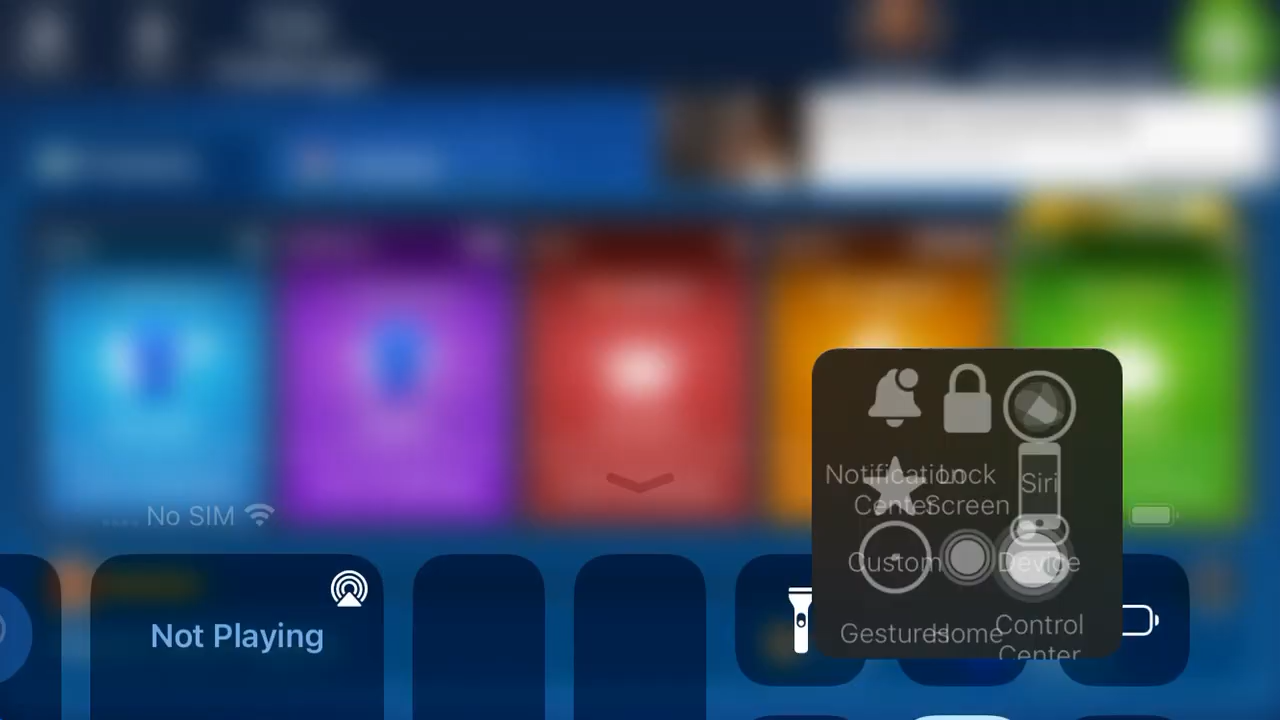 Notification
Center
Lock
Screen
Siri
No SIM
Custom
Device
Not Playing
Gestures
Home
Control
Center